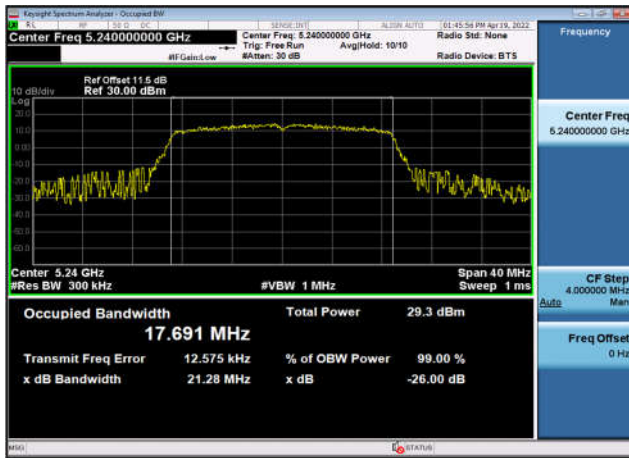 Keysight Spectrum Analyzer - Occupied BW
RL RF 50 Ω DC SENSE:INT ALIGN AUTO 01:45:56 PM Apr 19, 2022
Center Freq 5.240000000 GHz
Center Freq: 5.240000000 GHz
Radio Std: None
Trig: Free Run
Avg|Hold: 10/10
#IFGain:Low
#Atten: 30 dB
Radio Device: BTS
Ref Offset 11.5 dB
10 dB/div
Ref 30.00 dBm
Log
20.0
10.0
0.00
-10.0
-20.0
-30.0
-40.0
-50.0
-60.0
Center 5.24 GHz
Span 40 MHz
#Res BW 300 kHz
#VBW 1 MHz
Sweep 1 ms
Occupied Bandwidth
17.691 MHz
Total Power 29.3 dBm
Transmit Freq Error 12.575 kHz
% of OBW Power 99.00 %
x dB Bandwidth 21.28 MHz
x dB -26.00 dB
MSG
STATUS
Frequency
Center Freq
5.240000000 GHz
CF Step
4.000000 MHz
Auto Man
Freq Offset
0 Hz